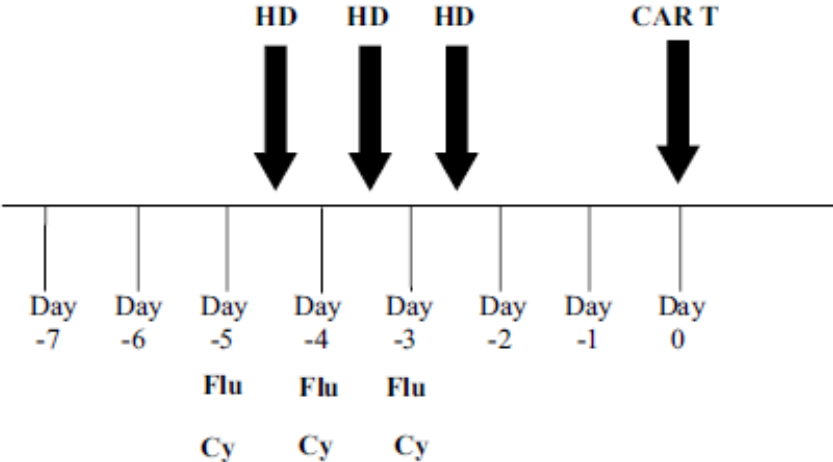 HD HD HD CAR T
Day Day Day Day Day Day Day Day
-7 -6 -5 -4 -3 -2 -1 0
Flu Flu Flu
Cy Cy Cy